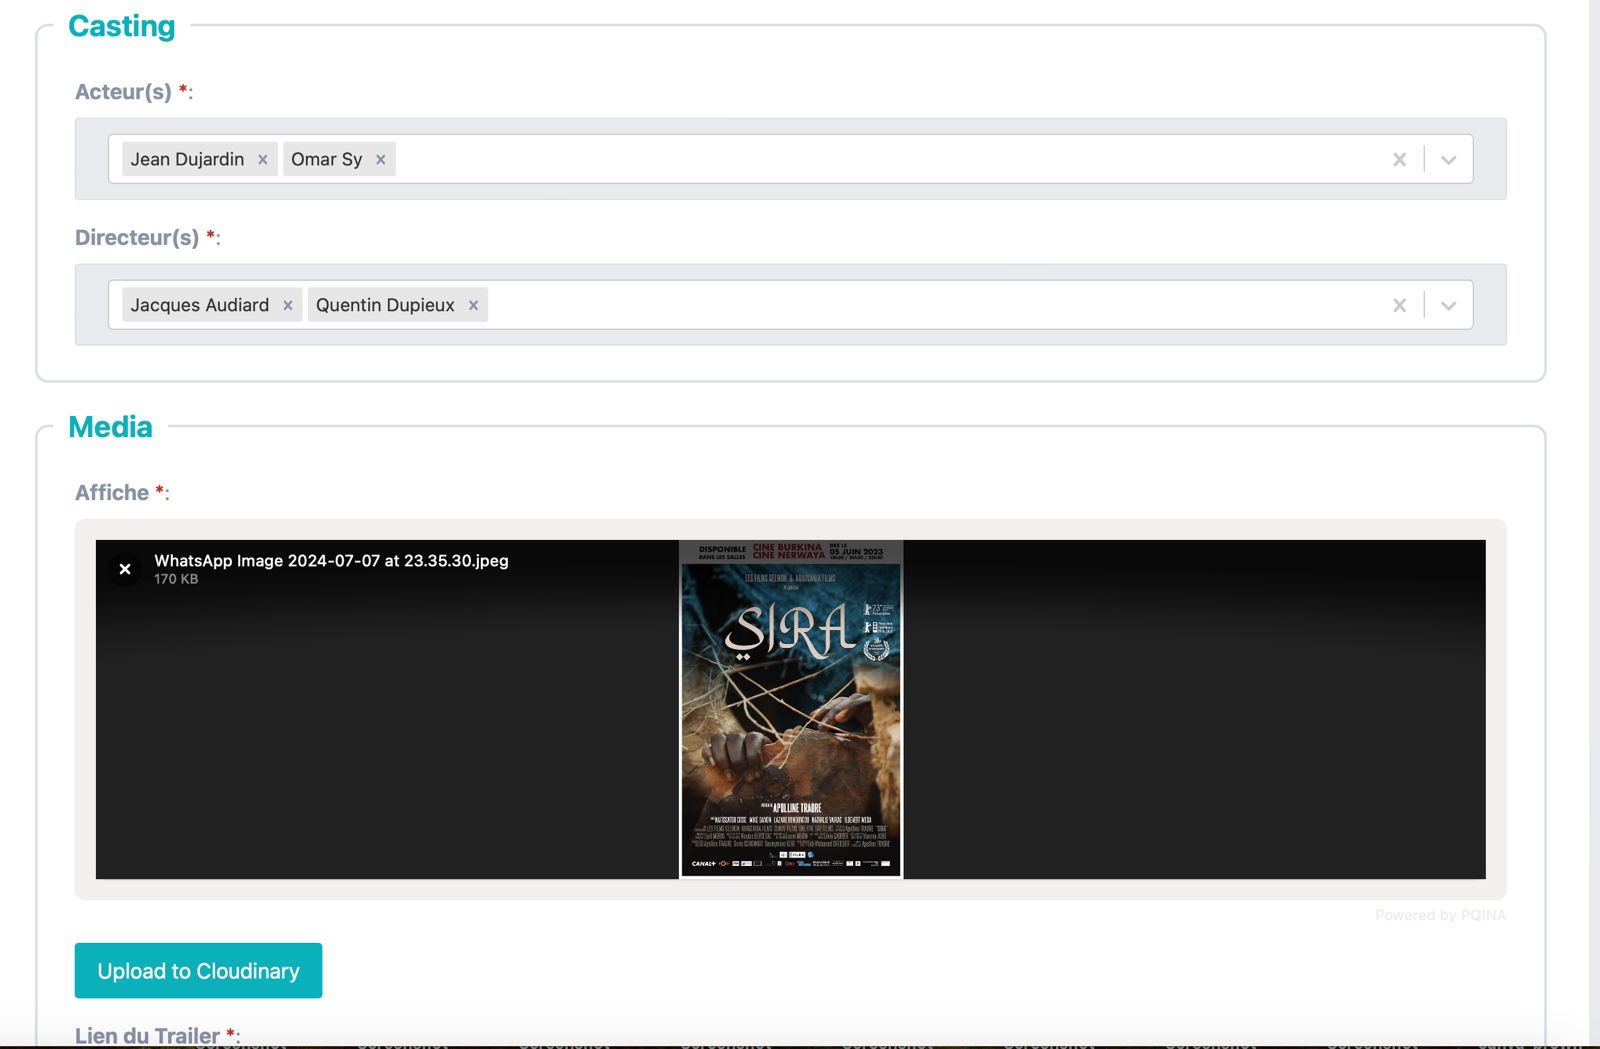 Casting
Acteur(s) *:
Jean Dujardin × Omar Sy ×
Directeur(s) *:
Jacques Audiard × Quentin Dupieux ×
Media
Affiche *:
WhatsApp Image 2024-07-07 at 23.35.30.jpeg
170 KB
DISPONIBLE DANS LES SALLES
CINE BURKINA
CINE NERWAYA
DES LE
05 JUIN 2023
LES FILMS SELMON & ARAUCANIA FILMS
SIRA
APOLLINE TRAORE
CANAL+
Powered by PQINA
Upload to Cloudinary
Lien du Trailer *: